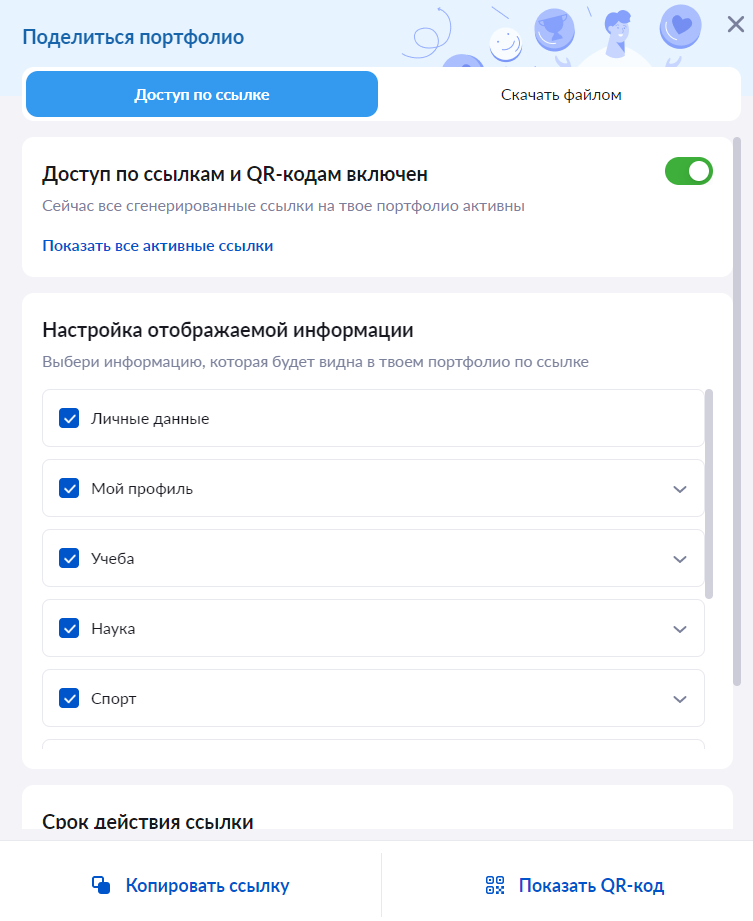 Поделиться портфолио
Доступ по ссылке
Скачать файлом
Доступ по ссылкам и QR-кодам включен
Сейчас все сгенерированные ссылки на твое портфолио активны
Показать все активные ссылки
Настройка отображаемой информации
Выбери информацию, которая будет видна в твоем портфолио по ссылке
Личные данные
Мой профиль
Учеба
Наука
Спорт
Срок действия ссылки
Копировать ссылку
Показать QR-код